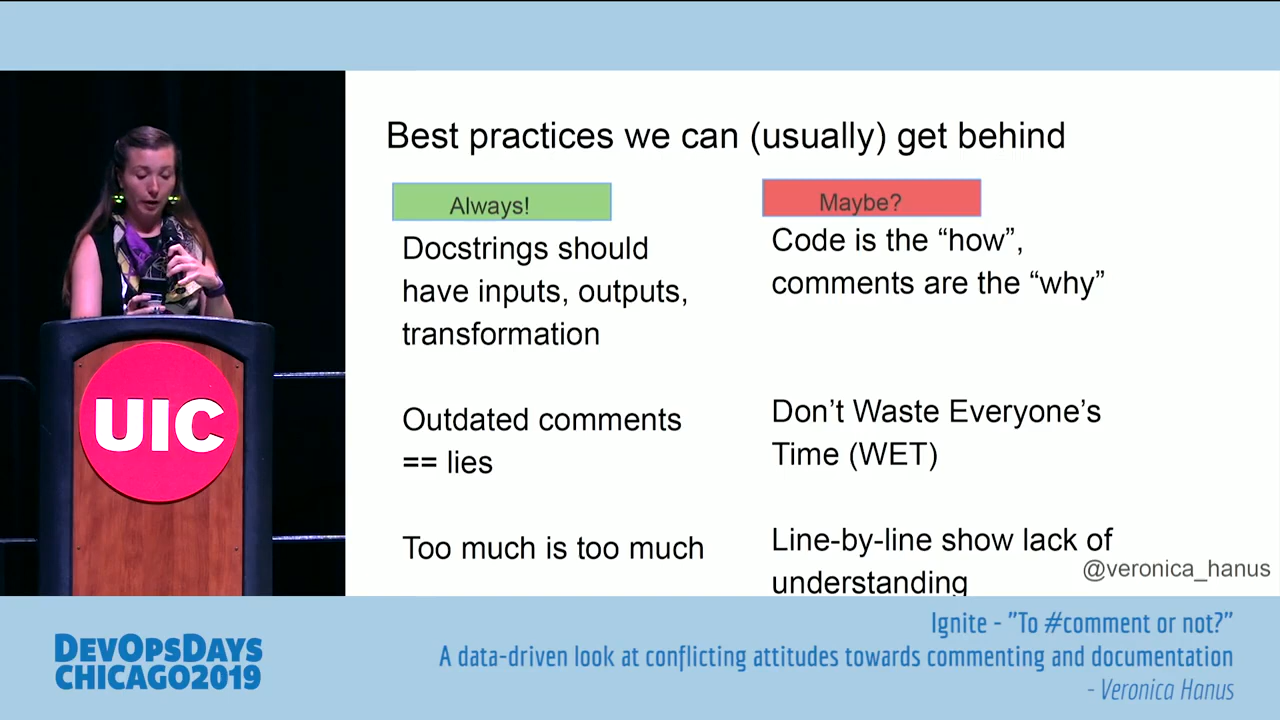 Best practices we can (usually) get behind
Always!
Docstrings should
have inputs, outputs,
transformation
Outdated comments
== lies
Too much is too much
Maybe?
Code is the “how”,
comments are the “why”
Don’t Waste Everyone’s
Time (WET)
Line-by-line show lack of
understanding
@veronica_hanus
UIC
DEVOPSDAYS
CHICAGO2019
Ignite - "To #comment or not?"
A data-driven look at conflicting attitudes towards commenting and documentation
- Veronica Hanus